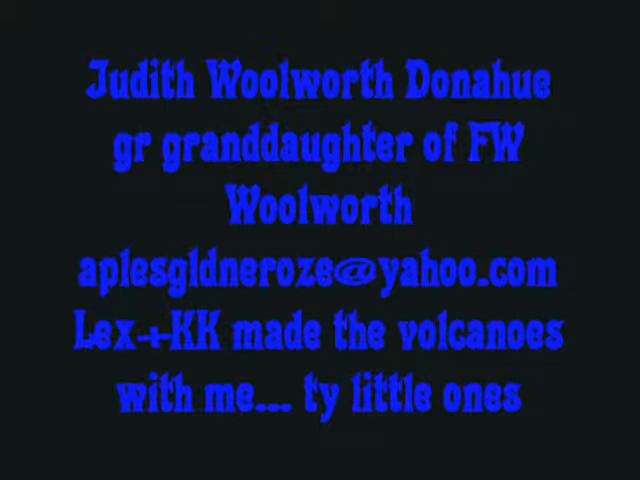 Judith Woolworth Donahue
gr granddaughter of FW
Woolworth
aplesgldneroze@yahoo.com
Lex+KK made the volcanoes
with me... ty little ones